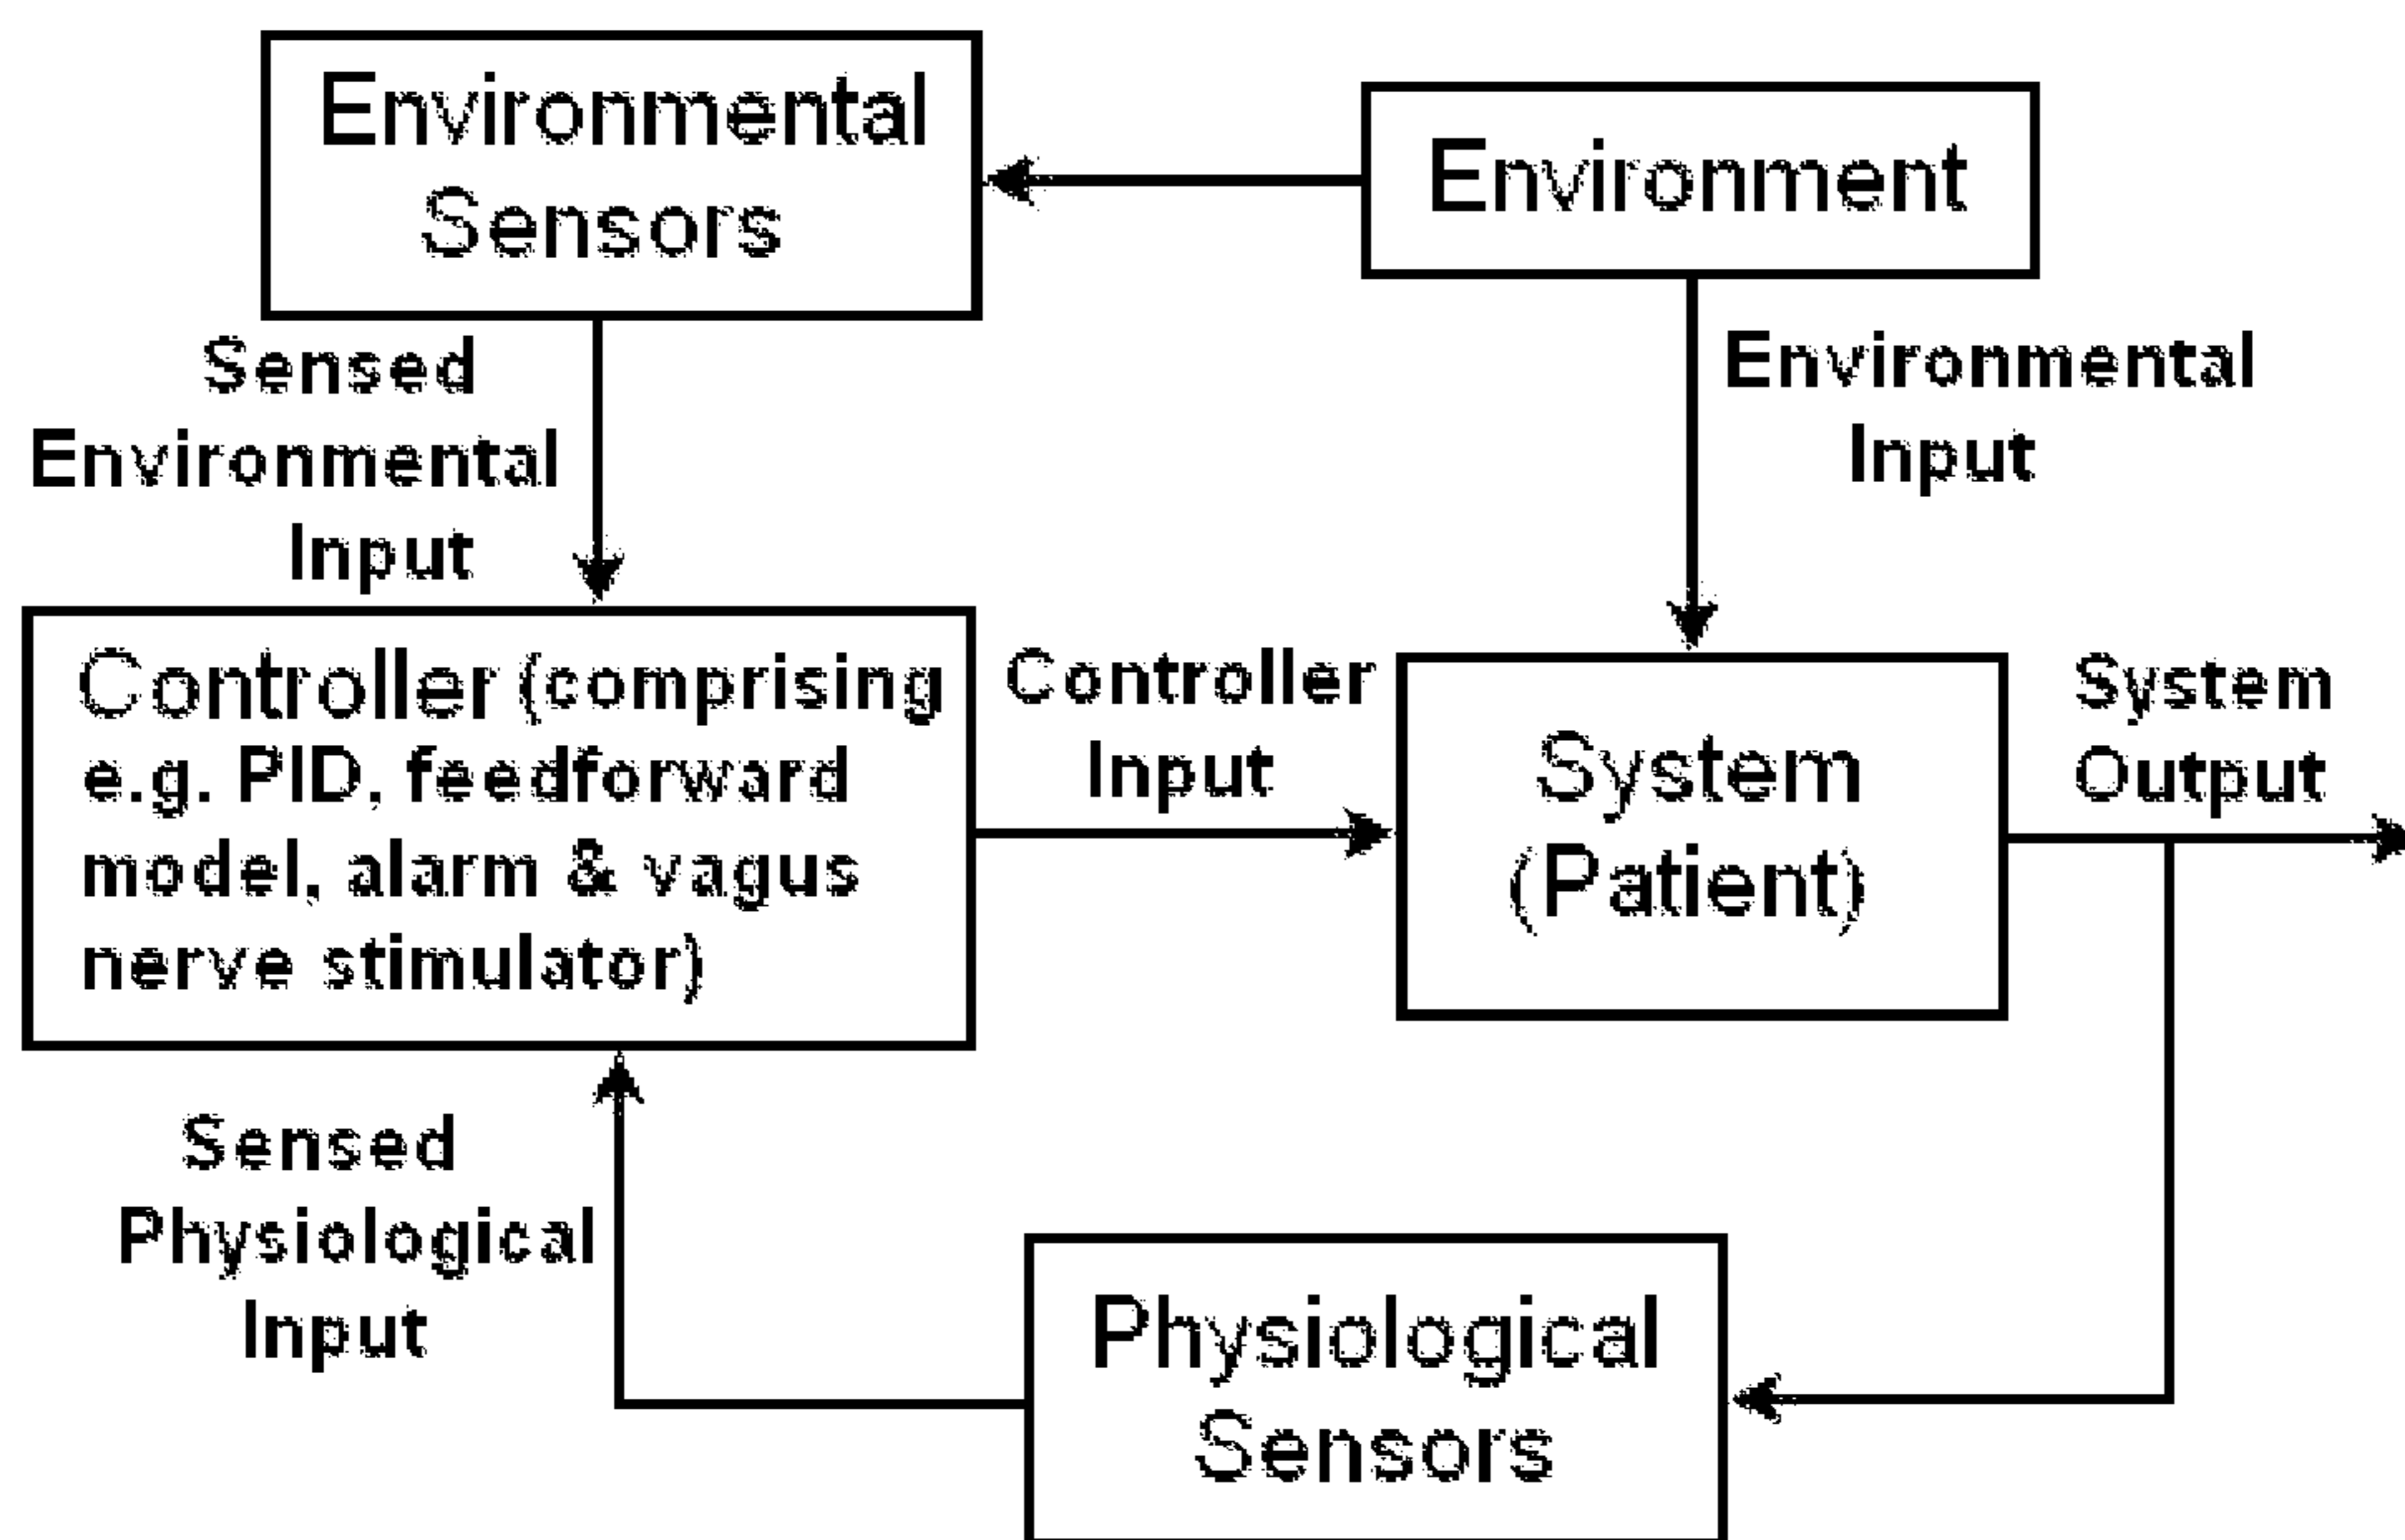 Environmental
Sensors
Environment
Sensed
Environmental
Input
Environmental
Input
Controller (comprising
e.g. PID, feedforward
model, alarm & vagus
nerve stimulator)
Controller
Input
System
(Patient)
System
Output
Sensed
Physiological
Input
Physiological
Sensors